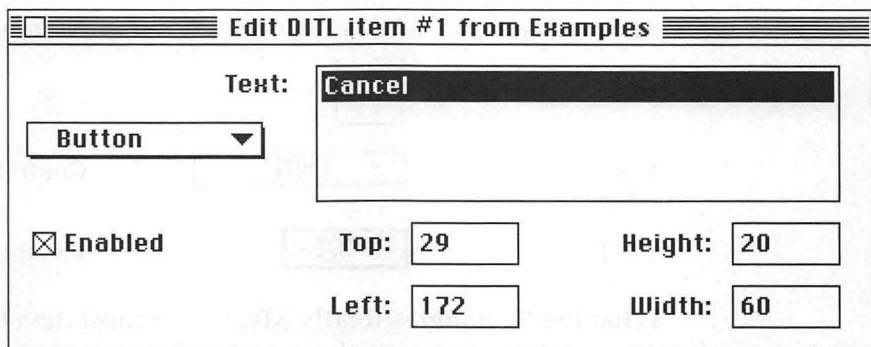 Edit DITL item #1 from Examples
Text: Cancel
Button
Enabled
Top: 29
Height: 20
Left: 172
Width: 60